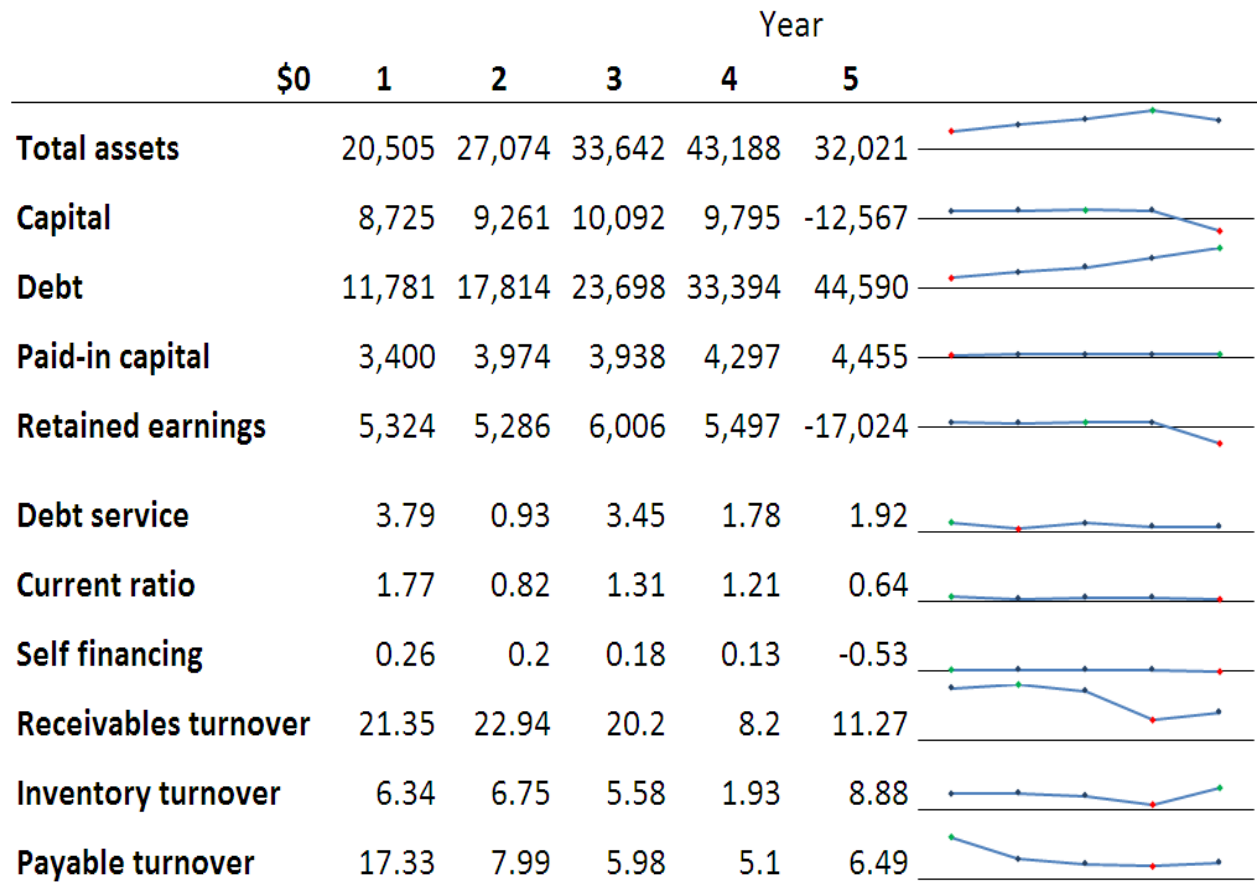 Year
$0 1 2 3 4 5
Total assets 20,505 27,074 33,642 43,188 32,021
Capital 8,725 9,261 10,092 9,795 -12,567
Debt 11,781 17,814 23,698 33,394 44,590
Paid-in capital 3,400 3,974 3,938 4,297 4,455
Retained earnings 5,324 5,286 6,006 5,497 -17,024
Debt service 3.79 0.93 3.45 1.78 1.92
Current ratio 1.77 0.82 1.31 1.21 0.64
Self financing 0.26 0.2 0.18 0.13 -0.53
Receivables turnover 21.35 22.94 20.2 8.2 11.27
Inventory turnover 6.34 6.75 5.58 1.93 8.88
Payable turnover 17.33 7.99 5.98 5.1 6.49